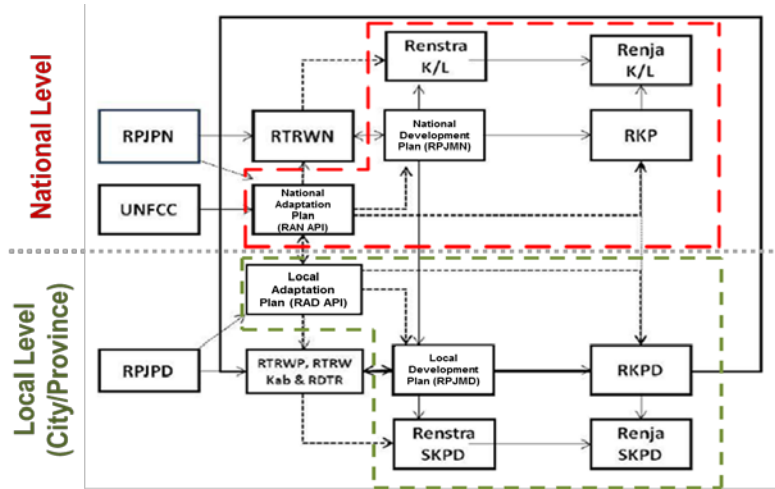 National Level
Renstra
K/L
Renja
K/L
RPJPN
RTRWN
National
Development
Plan (RPJMN)
RKP
UNFCC
National
Adaptation
Plan
(RAN API)
Local Level
(City/Province)
Local
Adaptation
Plan (RAD API)
RPJPD
RTRWP, RTRW
Kab & RDTR
Local
Development
Plan (RPJMD)
RKPD
Renstra
SKPD
Renja
SKPD